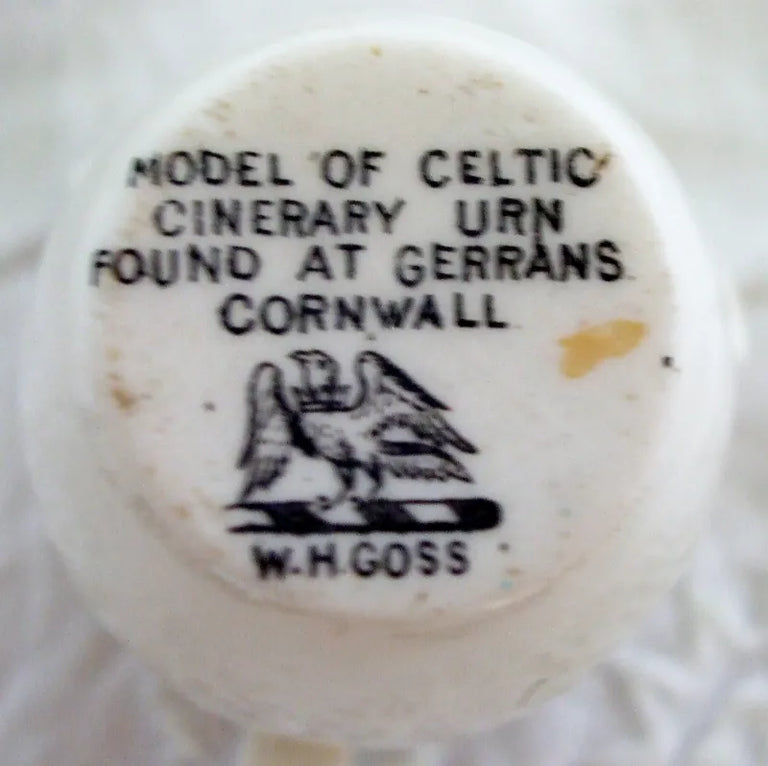 MODEL OF CELTIC
CINERARY URN
FOUND AT GERRANS.
CORNWALL.
W.H.GOSS